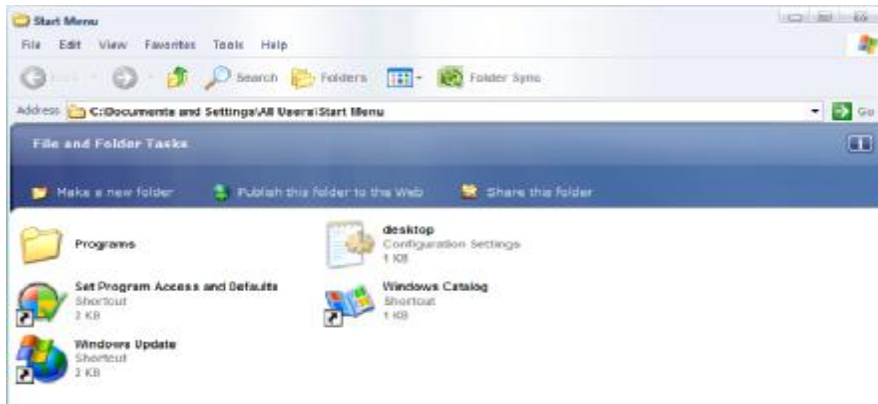 Start Menu
File Edit View Favorites Tools Help
Search Folders Folder Sync
Address C:\Documents and Settings\All Users\Start Menu Go
File and Folder Tasks
Make a new folder Publish this folder to the Web Share this folder
Programs
desktop
Configuration Settings
1 KB
Set Program Access and Defaults
Shortcut
2 KB
Windows Catalog
Shortcut
1 KB
Windows Update
Shortcut
2 KB